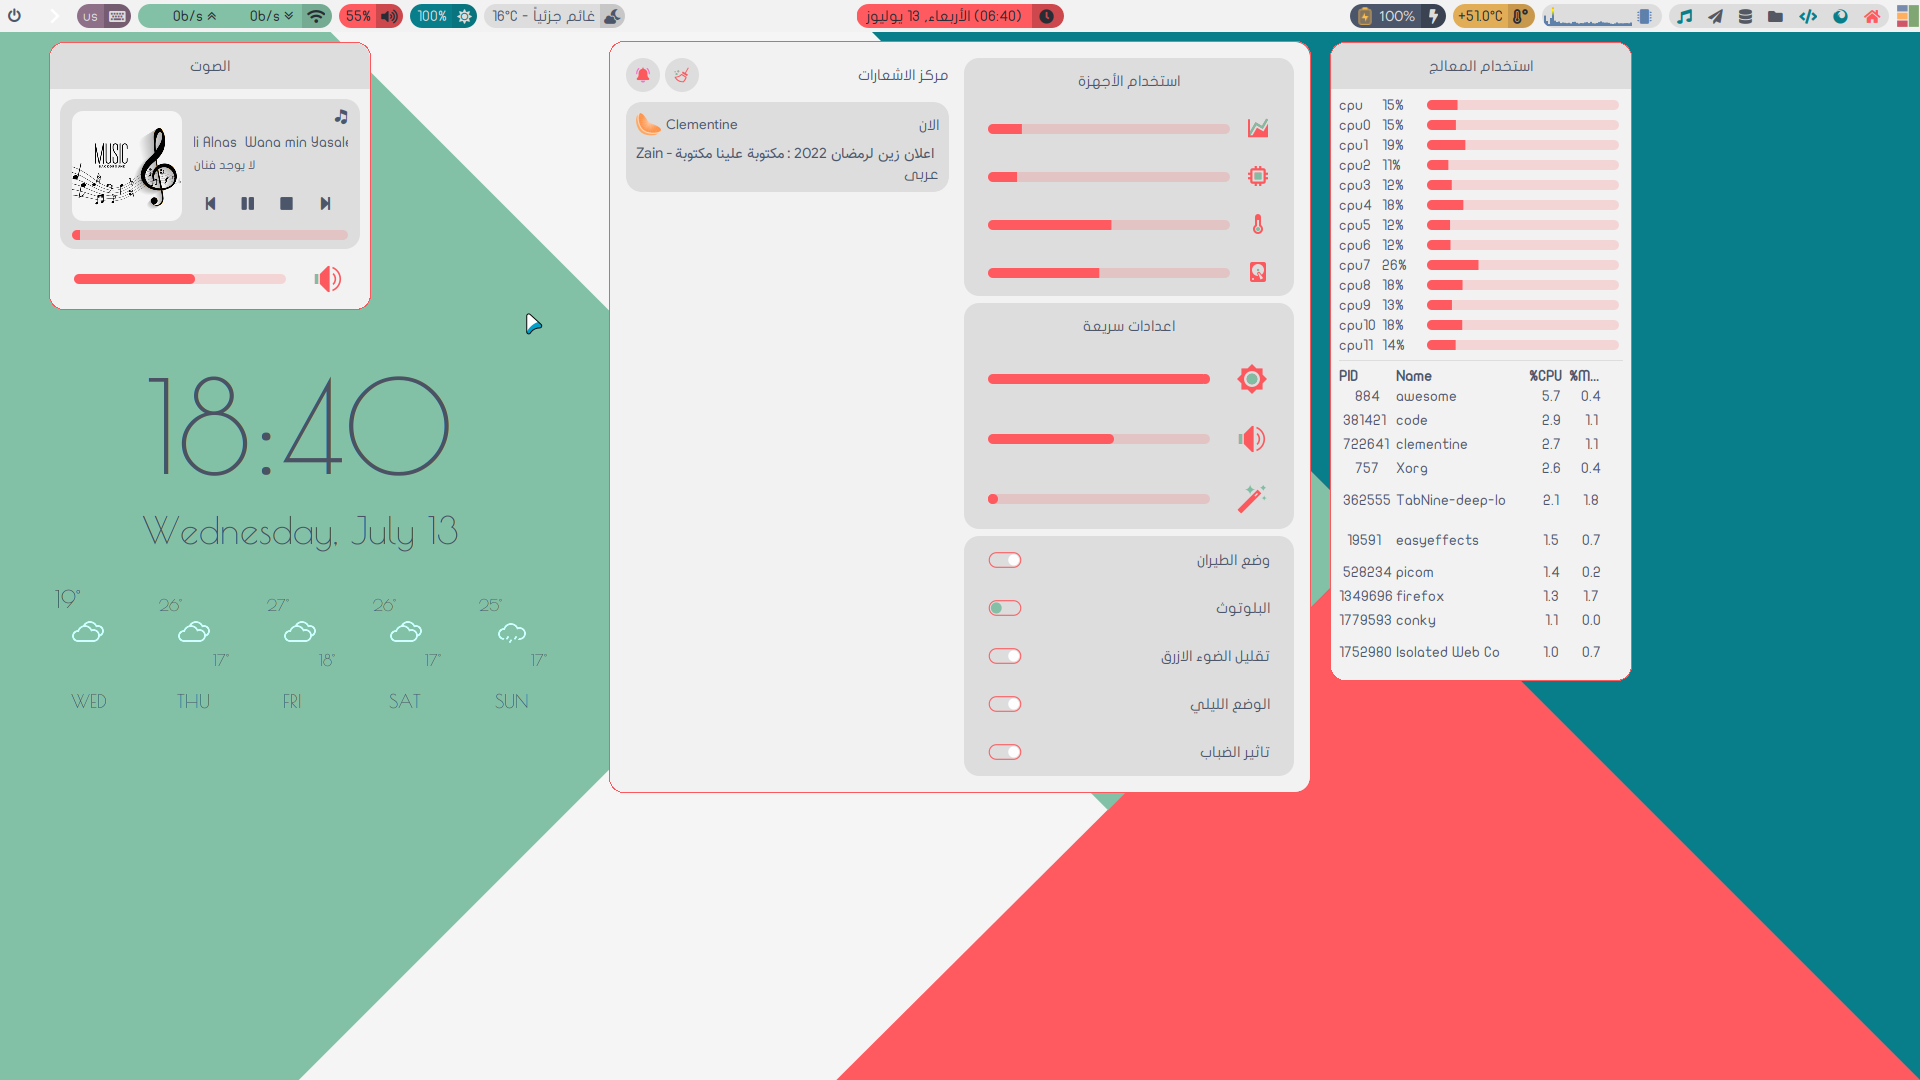 us
0b/s
0b/s
55%
100%
16°C - غائم جزئياً
الأربعاء, 13 يوليوز (06:40)
100%
+51.0°C
الصوت
li Alnas Wana min Yasale
لا يوجد فنان
MUSIC
18:40
Wednesday, July 13
19°
26°
27°
26°
25°
17°
18°
17°
17°
WED
THU
FRI
SAT
SUN
مركز الاشعارات
Clementine
الان
اعلان زين لرمضان 2022 : مكتوبة علينا مكتوبة - Zain
عربى
استخدام الأجهزة
اعدادات سريعة
وضع الطيران
البلوتوث
تقليل الضوء الازرق
الوضع الليلي
تاثير الضباب
استخدام المعالج
cpu 15%
cpu0 15%
cpu1 19%
cpu2 11%
cpu3 12%
cpu4 18%
cpu5 12%
cpu6 12%
cpu7 26%
cpu8 18%
cpu9 13%
cpu10 18%
cpu11 14%
PID Name %CPU %M...
884 awesome 5.7 0.4
381421 code 2.9 1.1
722641 clementine 2.7 1.1
757 Xorg 2.6 0.4
362555 TabNine-deep-lo 2.1 1.8
19591 easyeffects 1.5 0.7
528234 picom 1.4 0.2
1349696 firefox 1.3 1.7
1779593 conky 1.1 0.0
1752980 Isolated Web Co 1.0 0.7